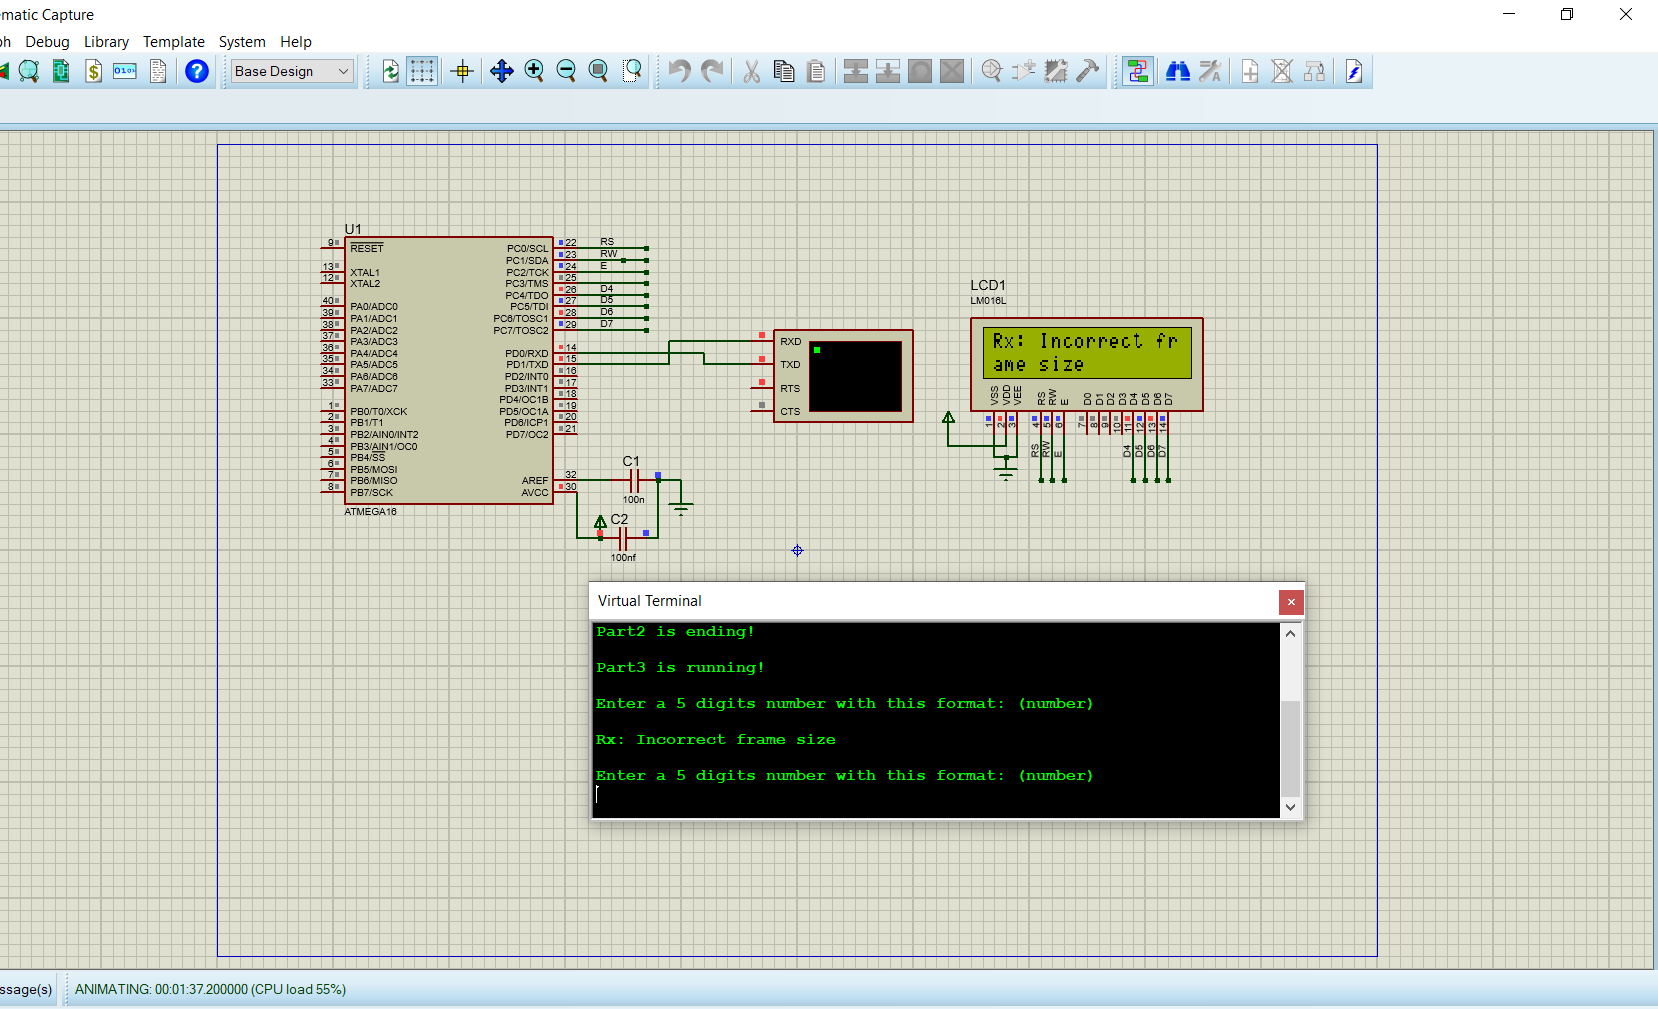 ematic Capture
ph Debug Library Template System Help
$ 0101 ? Base Design
U1
9 RESET
13 XTAL1
12 XTAL2
40 PA0/ADC0
39 PA1/ADC1
38 PA2/ADC2
37 PA3/ADC3
36 PA4/ADC4
35 PA5/ADC5
34 PA6/ADC6
33 PA7/ADC7
1 PB0/T0/XCK
2 PB1/T1
3 PB2/AIN0/INT2
4 PB3/AIN1/OC0
5 PB4/SS
6 PB5/MOSI
7 PB6/MISO
8 PB7/SCK
PC0/SCL 22 RS
PC1/SDA 23 RW
PC2/TCK 24 E
PC3/TMS 25
PC4/TDO 26 D4
PC5/TDI 27 D5
PC6/TOSC1 28 D6
PC7/TOSC2 29 D7
PD0/RXD 14
PD1/TXD 15
PD2/INT0 16
PD3/INT1 17
PD4/OC1B 18
PD5/OC1A 19
PD6/ICP1 20
PD7/OC2 21
AREF 32
AVCC 30
ATMEGA16
C1
100n
C2
100nf
RXD
TXD
RTS
CTS
LCD1
LM016L
Rx: Incorrect fr
ame size
VSS VDD VEE RS RW E D0 D1 D2 D3 D4 D5 D6 D7
1 2 3 4 5 6 7 8 9 10 11 12 13 14
RS RW E D4 D5 D6 D7
Virtual Terminal
Part2 is ending!
Part3 is running!
Enter a 5 digits number with this format: (number)
Rx: Incorrect frame size
Enter a 5 digits number with this format: (number)
ssage(s) ANIMATING: 00:01:37.200000 (CPU load 55%)